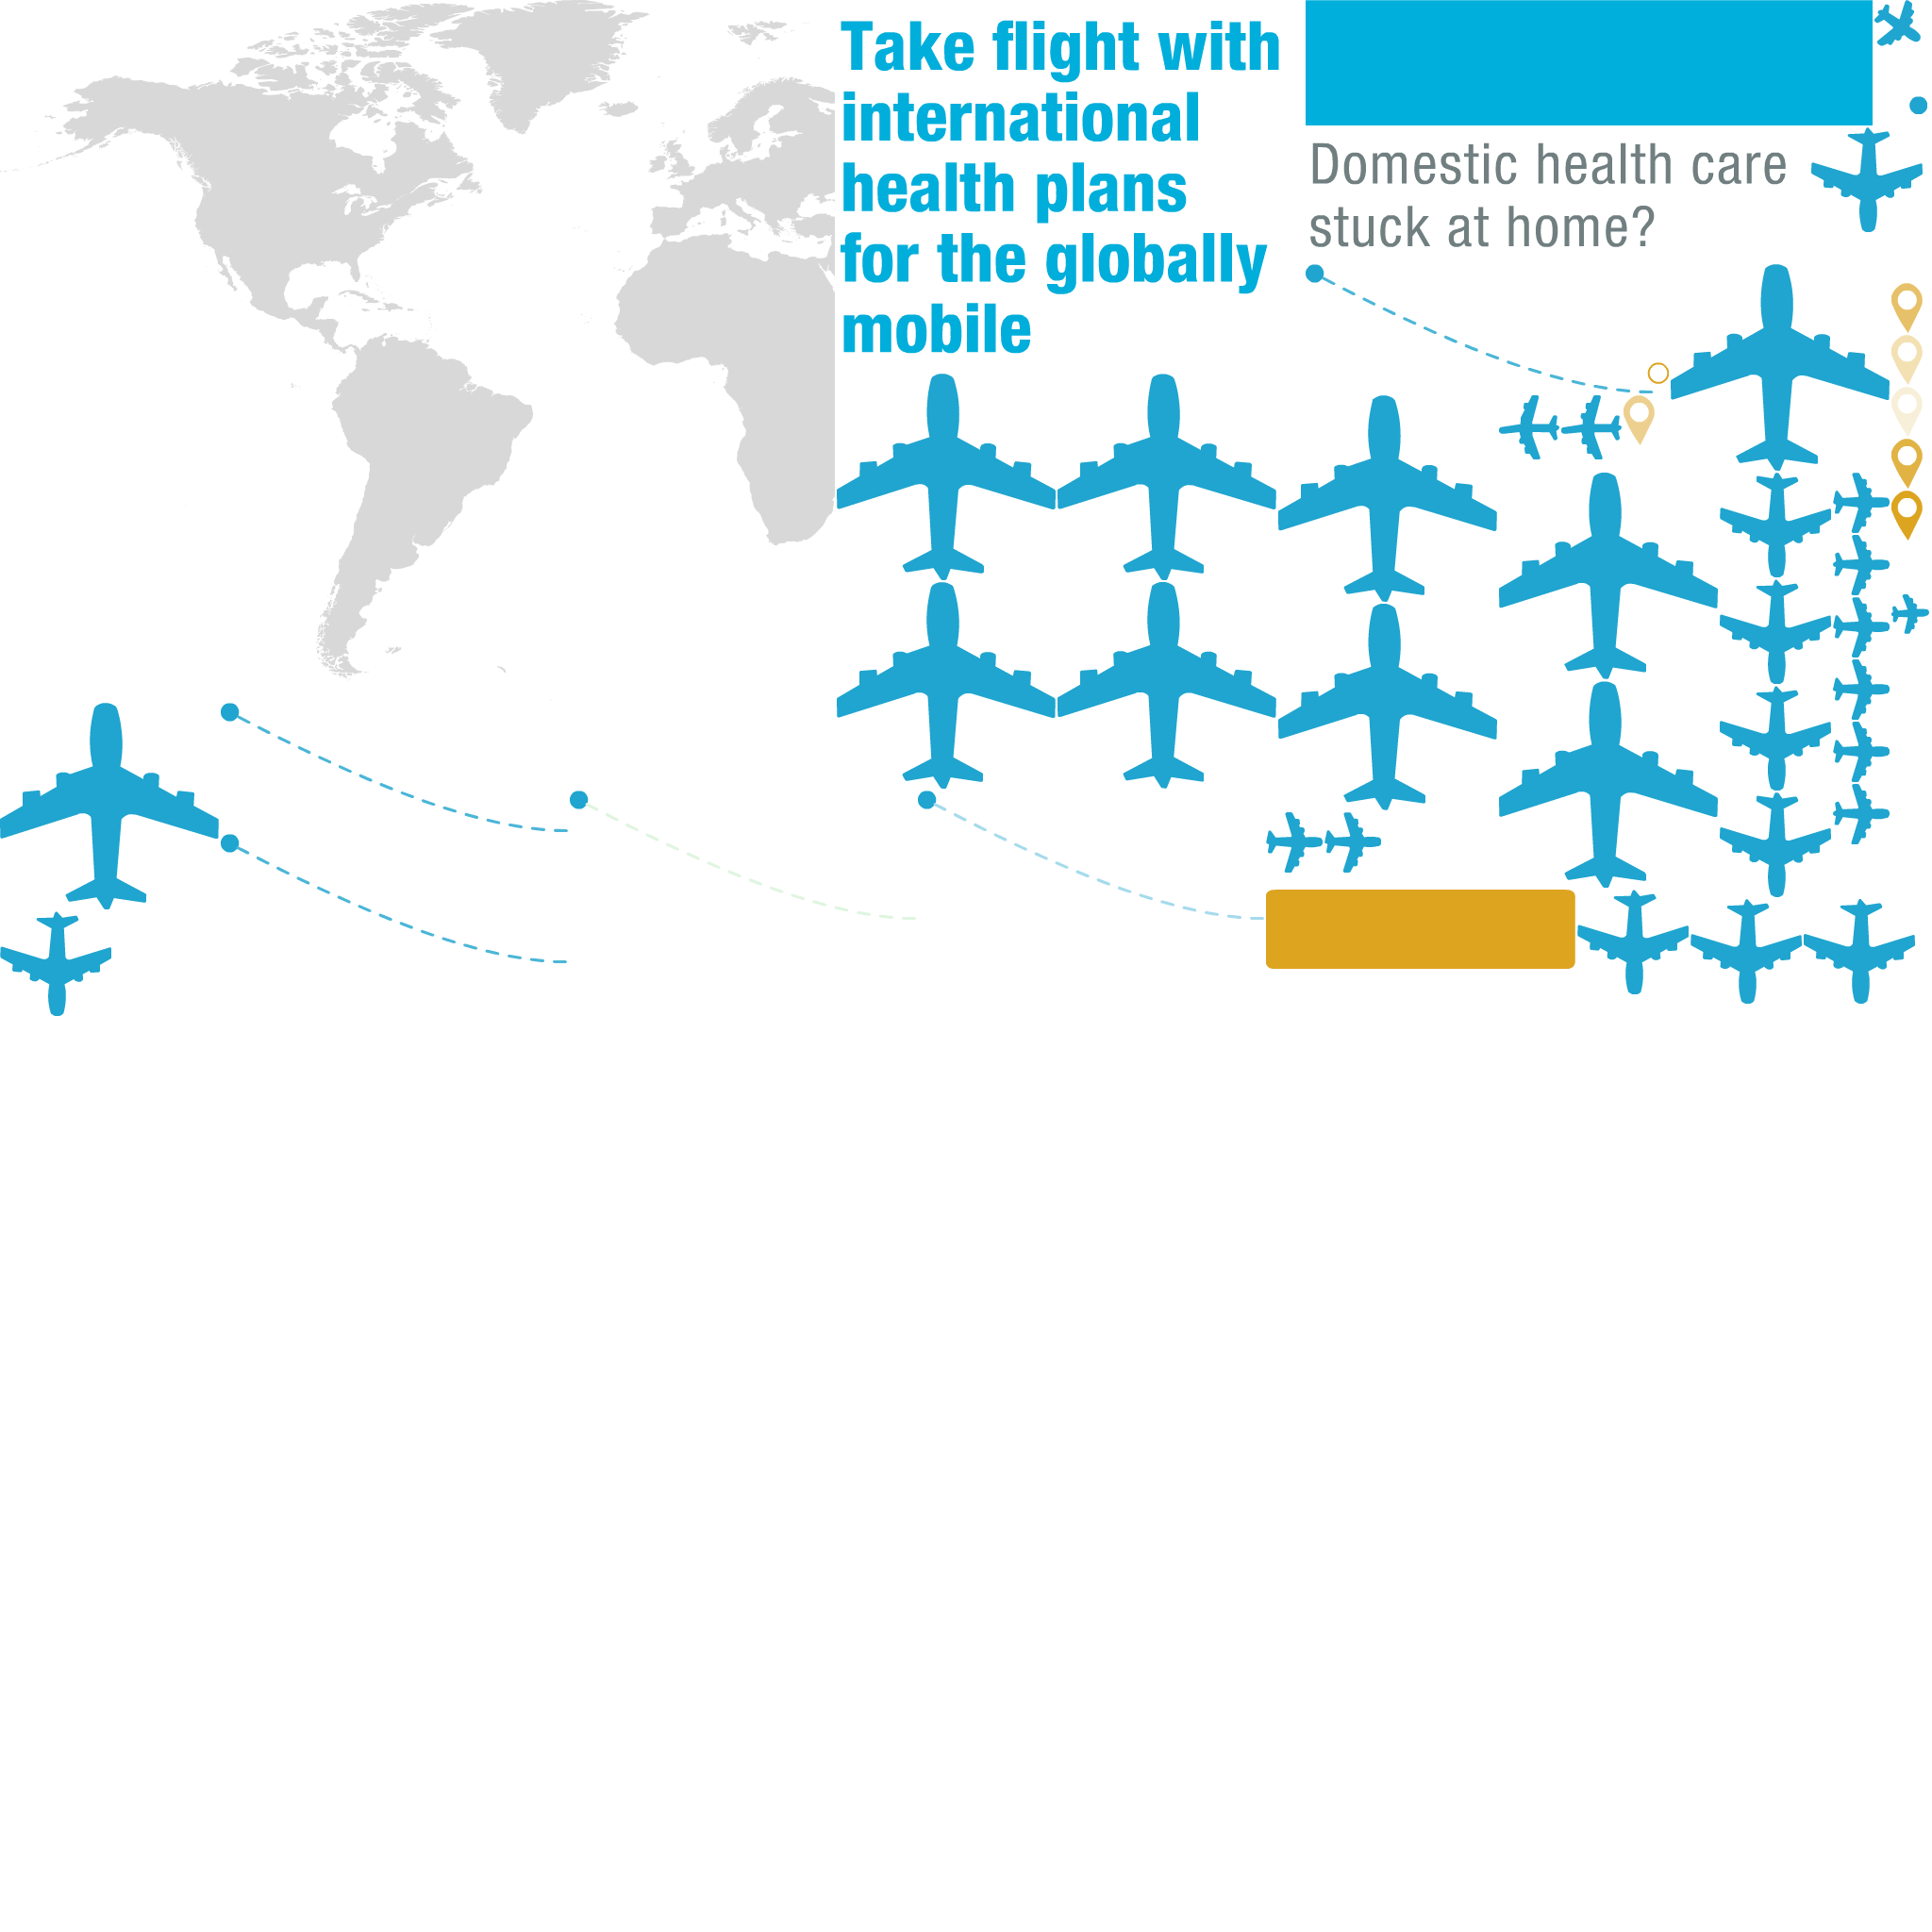 Take flight with
international
health plans
for the globally
mobile
Domestic health care
stuck at home?